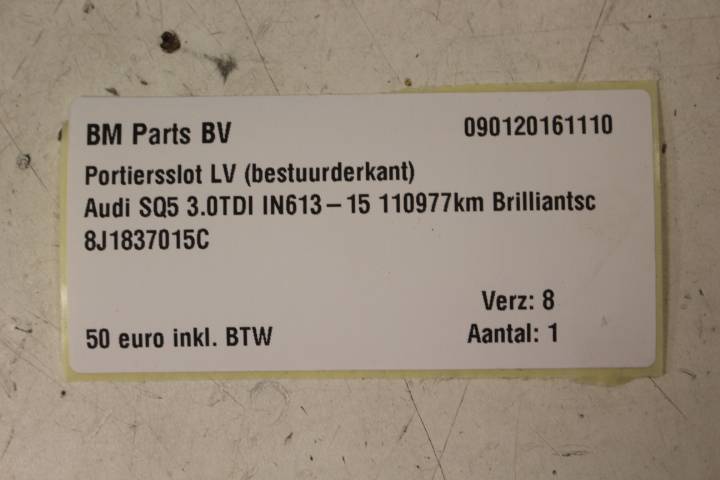 BM Parts BV 090120161110
Portiersslot LV (bestuurderkant)
Audi SQ5 3.0TDI IN613-15 110977km Brilliantsc
8J1837015C
Verz: 8
50 euro inkl. BTW Aantal: 1